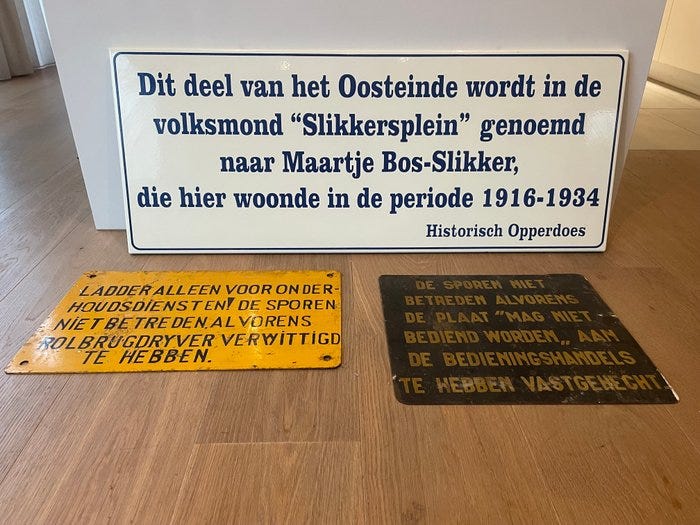 Dit deel van het Oosteinde wordt in de
volksmond "Slikkersplein" genoemd
naar Maartje Bos-Slikker,
die hier woonde in de periode 1916-1934
Historisch Opperdoes
LADDER ALLEEN VOOR ONDER-
HOUDSDIENSTEN' DE SPOREN
NIET BETREDEN, ALVORENS
ROLBRUGDRYVER VERWITTIGD
TE HEBBEN.
DE SPOREN NIET
BETREDEN ALVORENS
DE PLAAT "MAG NIET
BEDIEND WORDEN„ AAN
DE BEDIENINGSHANDELS
TE HEBBEN VASTGEHECHT